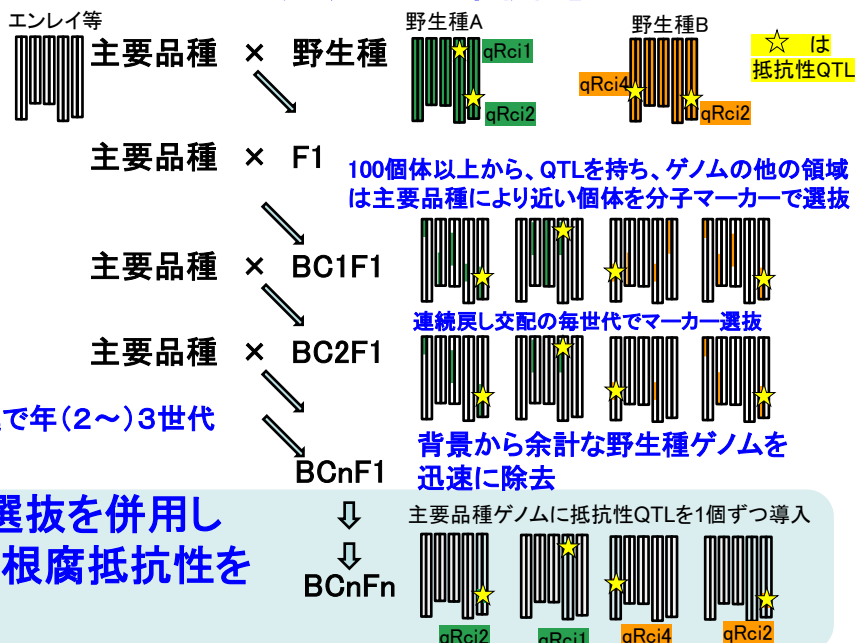 エンレイ等
主要品種 × 野生種
野生種A
qRci1
qRci2
野生種B
qRci4
qRci2
☆ は
抵抗性QTL
主要品種 × F1
100個体以上から、QTLを持ち、ゲノムの他の領域
は主要品種により近い個体を分子マーカーで選抜
主要品種 × BC1F1
連続戻し交配の毎世代でマーカー選抜
主要品種 × BC2F1
で年(2～)3世代
背景から余計な野生種ゲノムを
迅速に除去
BCnF1
選抜を併用し
根腐抵抗性を
主要品種ゲノムに抵抗性QTLを1個ずつ導入
BCnFn
qRci2
qRci1
qRci4
qRci2